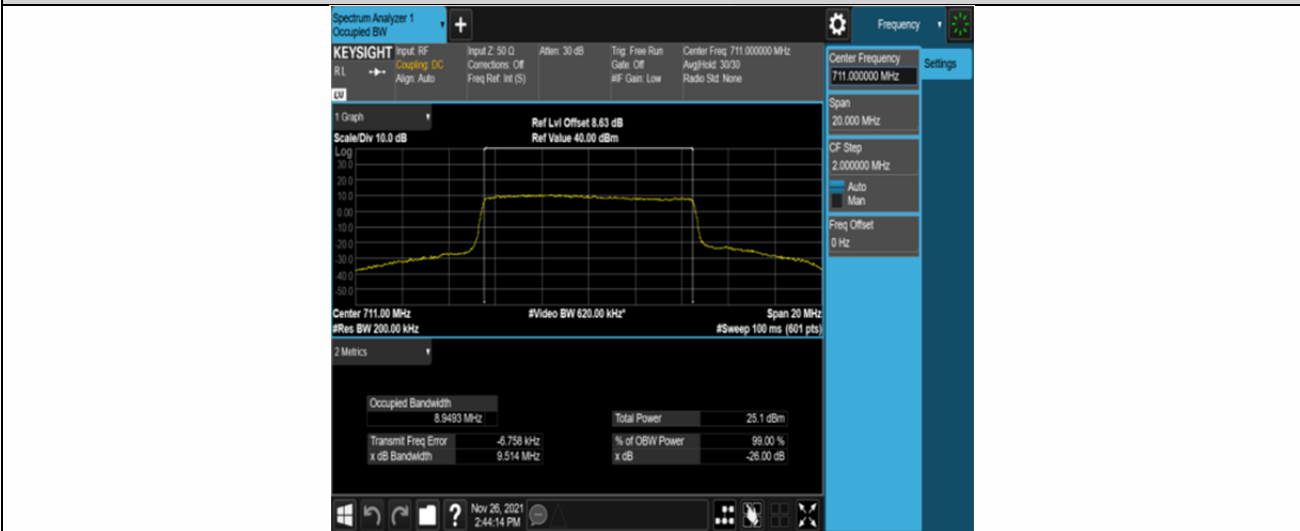 Spectrum Analyzer 1
Occupied BW
+
Frequency
KEYSIGHT Input: RF Input Z: 50 Ω Atten: 30 dB Trig: Free Run Center Freq: 711.000000 MHz
RL Coupling: DC Corrections: Off Gate: Off Avg|Hold: 30/30
Align: Auto Freq Ref: Int (S) #IF Gain: Low Radio Std: None
LXI
Center Frequency
711.000000 MHz
Settings
Span
20.000 MHz
CF Step
2.000000 MHz
Auto
Man
Freq Offset
0 Hz
1 Graph
Ref Lvl Offset 8.63 dB
Scale/Div 10.0 dB Ref Value 40.00 dBm
Log
30.0
20.0
10.0
0.00
-10.0
-20.0
-30.0
-40.0
-50.0
Center 711.00 MHz #Video BW 620.00 kHz* Span 20 MHz
#Res BW 200.00 kHz #Sweep 100 ms (601 pts)
2 Metrics
Occupied Bandwidth
8.9493 MHz
Total Power 25.1 dBm
Transmit Freq Error -6.758 kHz % of OBW Power 99.00 %
x dB Bandwidth 9.514 MHz x dB -26.00 dB
? Nov 26, 2021
2:44:14 PM